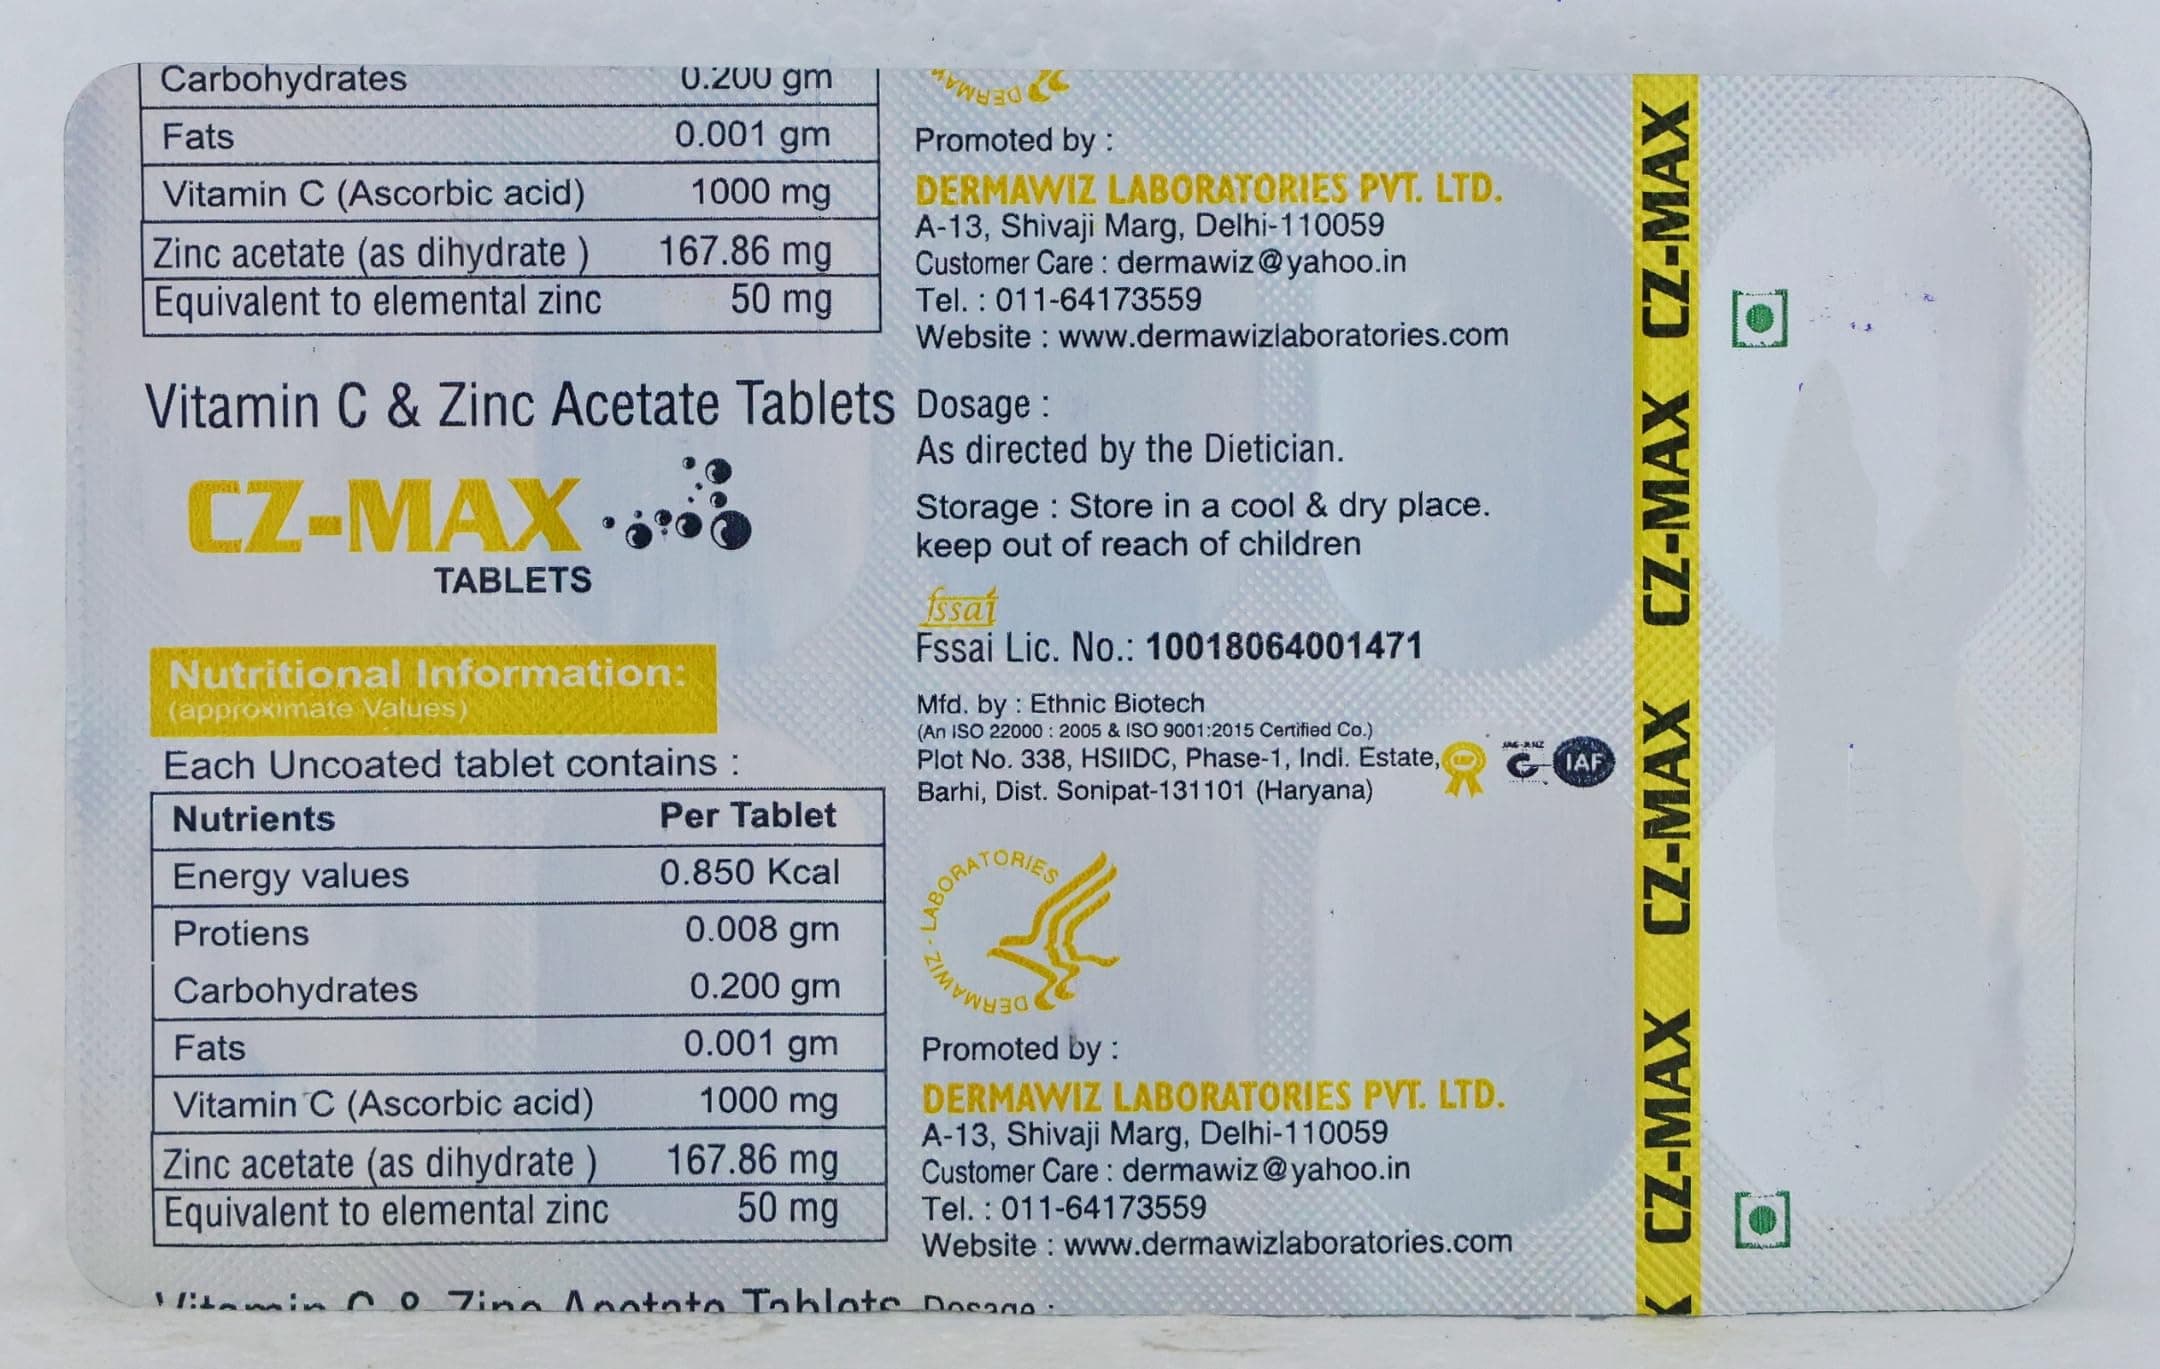 Carbohydrates 0.200 gm
Fats 0.001 gm
Vitamin C (Ascorbic acid) 1000 mg
Zinc acetate (as dihydrate ) 167.86 mg
Equivalent to elemental zinc 50 mg
Vitamin C & Zinc Acetate Tablets
CZ-MAX
TABLETS
Nutritional Information:
(approximate Values)
Each Uncoated tablet contains :
Nutrients Per Tablet
Energy values 0.850 Kcal
Protiens 0.008 gm
Carbohydrates 0.200 gm
Fats 0.001 gm
Vitamin C (Ascorbic acid) 1000 mg
Zinc acetate (as dihydrate ) 167.86 mg
Equivalent to elemental zinc 50 mg
Vitamin C & Zinc Acetate Tablets
DERMAW
Promoted by :
DERMAWIZ LABORATORIES PVT. LTD.
A-13, Shivaji Marg, Delhi-110059
Customer Care : dermawiz@yahoo.in
Tel. : 011-64173559
Website : www.dermawizlaboratories.com
Dosage :
As directed by the Dietician.
Storage : Store in a cool & dry place.
keep out of reach of children
fssai
Fssai Lic. No.: 10018064001471
Mfd. by : Ethnic Biotech
(An ISO 22000 : 2005 & ISO 9001:2015 Certified Co.)
Plot No. 338, HSIIDC, Phase-1, Indl. Estate,
Barhi, Dist. Sonipat-131101 (Haryana)
IAF
DERMAWIZ - LABORATORIES
Promoted by :
DERMAWIZ LABORATORIES PVT. LTD.
A-13, Shivaji Marg, Delhi-110059
Customer Care : dermawiz@yahoo.in
Tel. : 011-64173559
Website : www.dermawizlaboratories.com
Dosage :
CZ-MAX
CZ-MAX
CZ-MAX
CZ-MAX
X